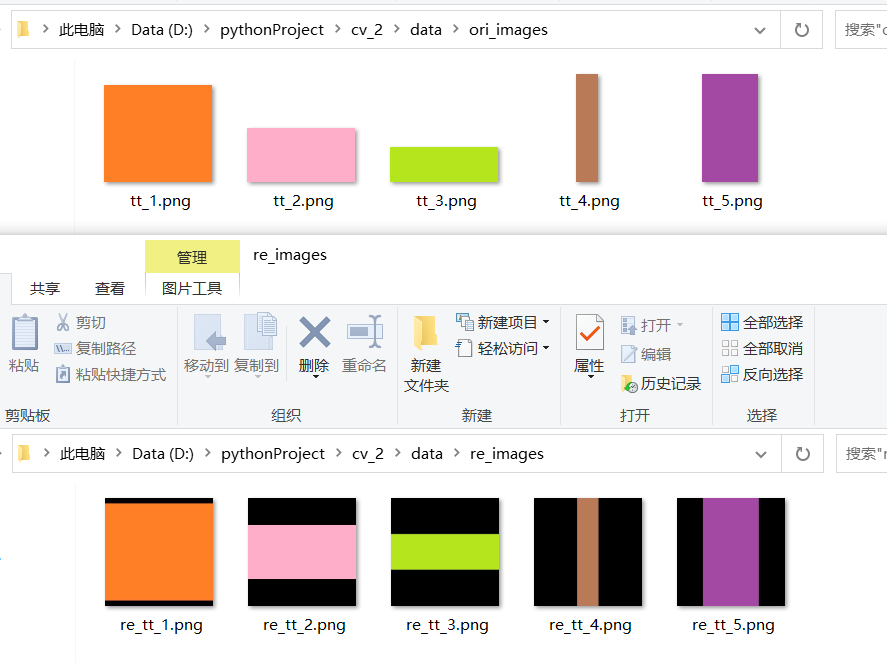 此电脑 > Data (D:) > pythonProject > cv_2 > data > ori_images
搜索"o
tt_1.png tt_2.png tt_3.png tt_4.png tt_5.png
管理 re_images
共享 查看 图片工具
粘贴
剪切
复制路径
粘贴快捷方式
移动到 复制到 删除 重命名
新建
文件夹
新建项目
轻松访问
属性
打开
编辑
历史记录
全部选择
全部取消
反向选择
剪贴板 组织 新建 打开 选择
此电脑 > Data (D:) > pythonProject > cv_2 > data > re_images
搜索"r
re_tt_1.png re_tt_2.png re_tt_3.png re_tt_4.png re_tt_5.png